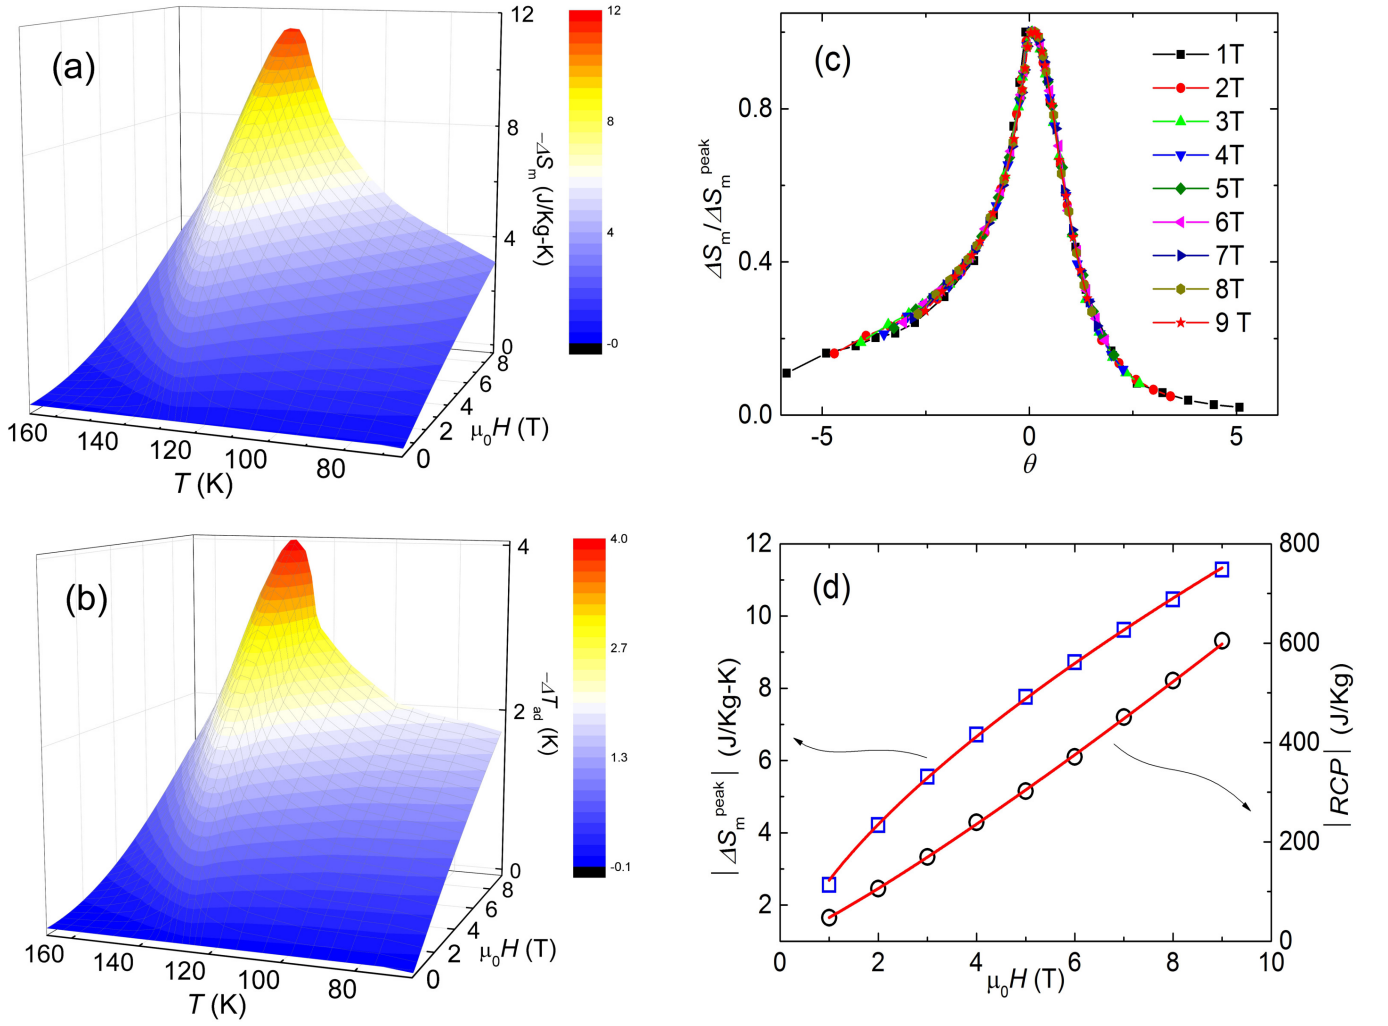 (a)
12
8
4
0
−ΔSm (J/Kg-K)
12
8
4
-0
8
6
4
2
0
μ0H (T)
160
140
120
100
80
T (K)
(c)
0.8
0.4
0.0
ΔSm/ΔSm^peak
-5
0
5
θ
1T
2T
3T
4T
5T
6T
7T
8T
9 T
(b)
4
2
0
−ΔTad (K)
4.0
2.7
1.3
-0.1
8
6
4
2
0
μ0H (T)
160
140
120
100
80
T (K)
(d)
12
10
8
6
4
2
|ΔSm^peak| (J/Kg-K)
800
600
400
200
0
|RCP| (J/Kg)
0
2
4
6
8
10
μ0H (T)